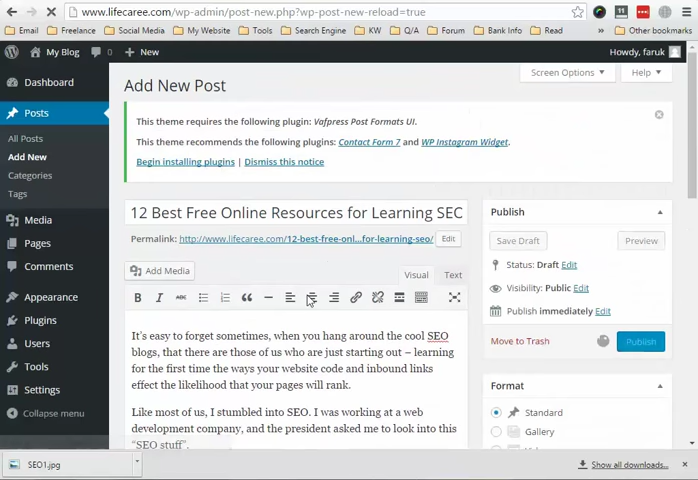 www.lifecaree.com/wp-admin/post-new.php?wp-post-new-reload=true
Email Freelance Social Media My Website Tools Search Engine KW Q/A Forum Bank Info Read Other bookmarks
My Blog 0 New Howdy, faruk
Dashboard
Posts
All Posts
Add New
Categories
Tags
Media
Pages
Comments
Appearance
Plugins
Users
Tools
Settings
Collapse menu
Screen Options Help
Add New Post
This theme requires the following plugin: Vafpress Post Formats UI.
This theme recommends the following plugins: Contact Form 7 and WP Instagram Widget.
Begin installing plugins | Dismiss this notice
12 Best Free Online Resources for Learning SEC
Permalink: http://www.lifecaree.com/12-best-free-onl...for-learning-seo/ Edit
Add Media
Visual Text
B I ABC
It's easy to forget sometimes, when you hang around the cool SEO
blogs, that there are those of us who are just starting out – learning
for the first time the ways your website code and inbound links
effect the likelihood that your pages will rank.
Like most of us, I stumbled into SEO. I was working at a web
development company, and the president asked me to look into this
“SEO stuff”.
Publish
Save Draft Preview
Status: Draft Edit
Visibility: Public Edit
Publish immediately Edit
Move to Trash Publish
Format
Standard
Gallery
SEO1.jpg
Show all downloads...